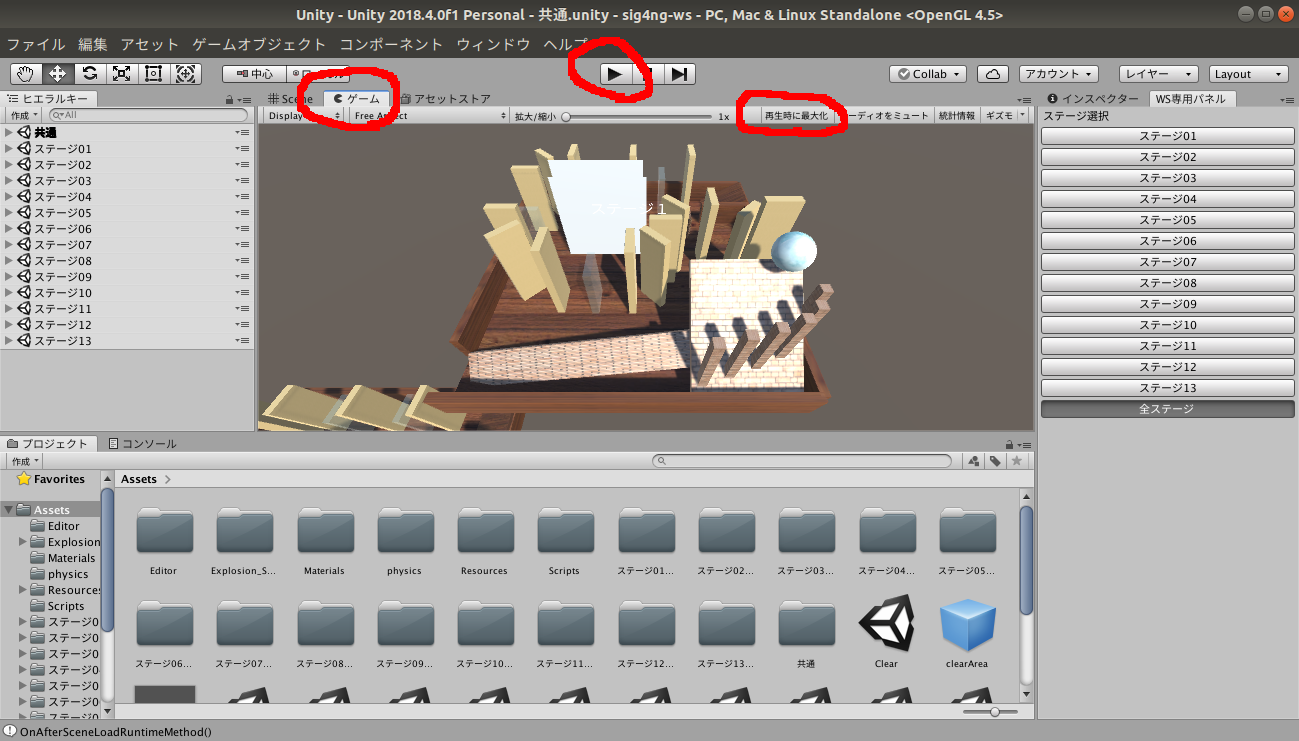 Unity - Unity 2018.4.0f1 Personal - 共通.unity - sig4ng-ws - PC, Mac & Linux Standalone <OpenGL 4.5>
ファイル 編集 アセット ゲームオブジェクト コンポーネント ウィンドウ ヘルプ
中心 Collab アカウント レイヤー Layout
ヒエラルキー Scene ゲーム アセットストア インスペクター WS専用パネル
作成 All Display 拡大/縮小 1x 再生時に最大化 ーディオをミュート 統計情報 ギズモ ステージ選択
共通
ステージ01
ステージ02
ステージ03
ステージ04
ステージ05
ステージ06
ステージ07
ステージ08
ステージ09
ステージ10
ステージ11
ステージ12
ステージ13
ステージ１
ステージ01
ステージ02
ステージ03
ステージ04
ステージ05
ステージ06
ステージ07
ステージ08
ステージ09
ステージ10
ステージ11
ステージ12
ステージ13
全ステージ
プロジェクト コンソール
作成
Favorites
Assets
Editor
Explosion
Materials
physics
Resources
Scripts
ステージ0
ステージ0
ステージ0
ステージ0
ステージ0
ステージ0
ステージ0
Assets
Editor Explosion_S... Materials physics Resources Scripts ステージ01... ステージ02... ステージ03... ステージ04... ステージ05...
ステージ06... ステージ07... ステージ08... ステージ09... ステージ10... ステージ11... ステージ12... ステージ13... 共通 Clear clearArea
OnAfterSceneLoadRuntimeMethod()